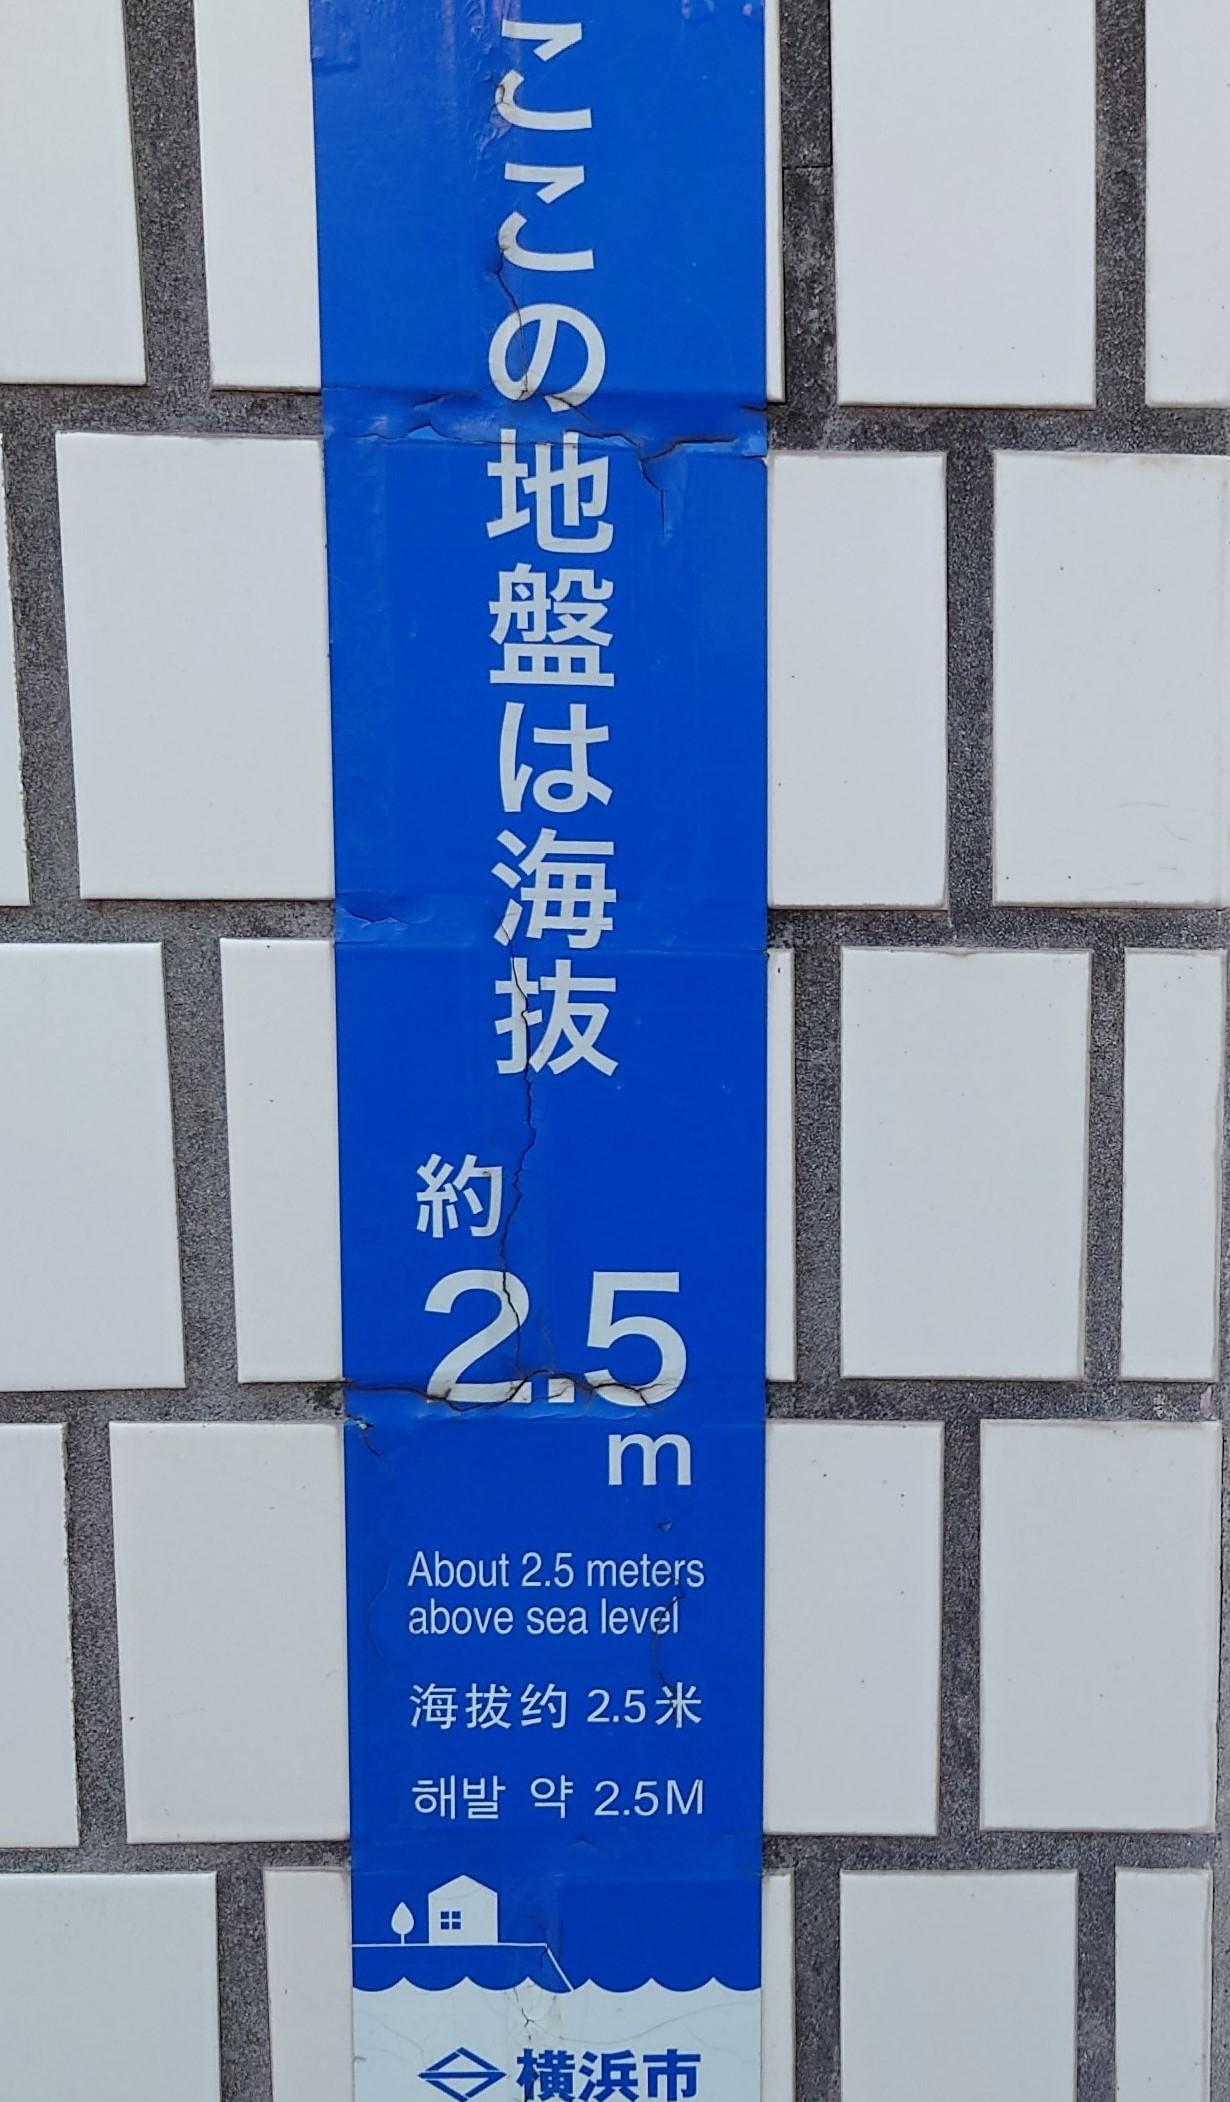 ここの地盤は海抜
約
2.5
m
About 2.5 meters
above sea level
海拔约 2.5米
해발 약 2.5M
横浜市